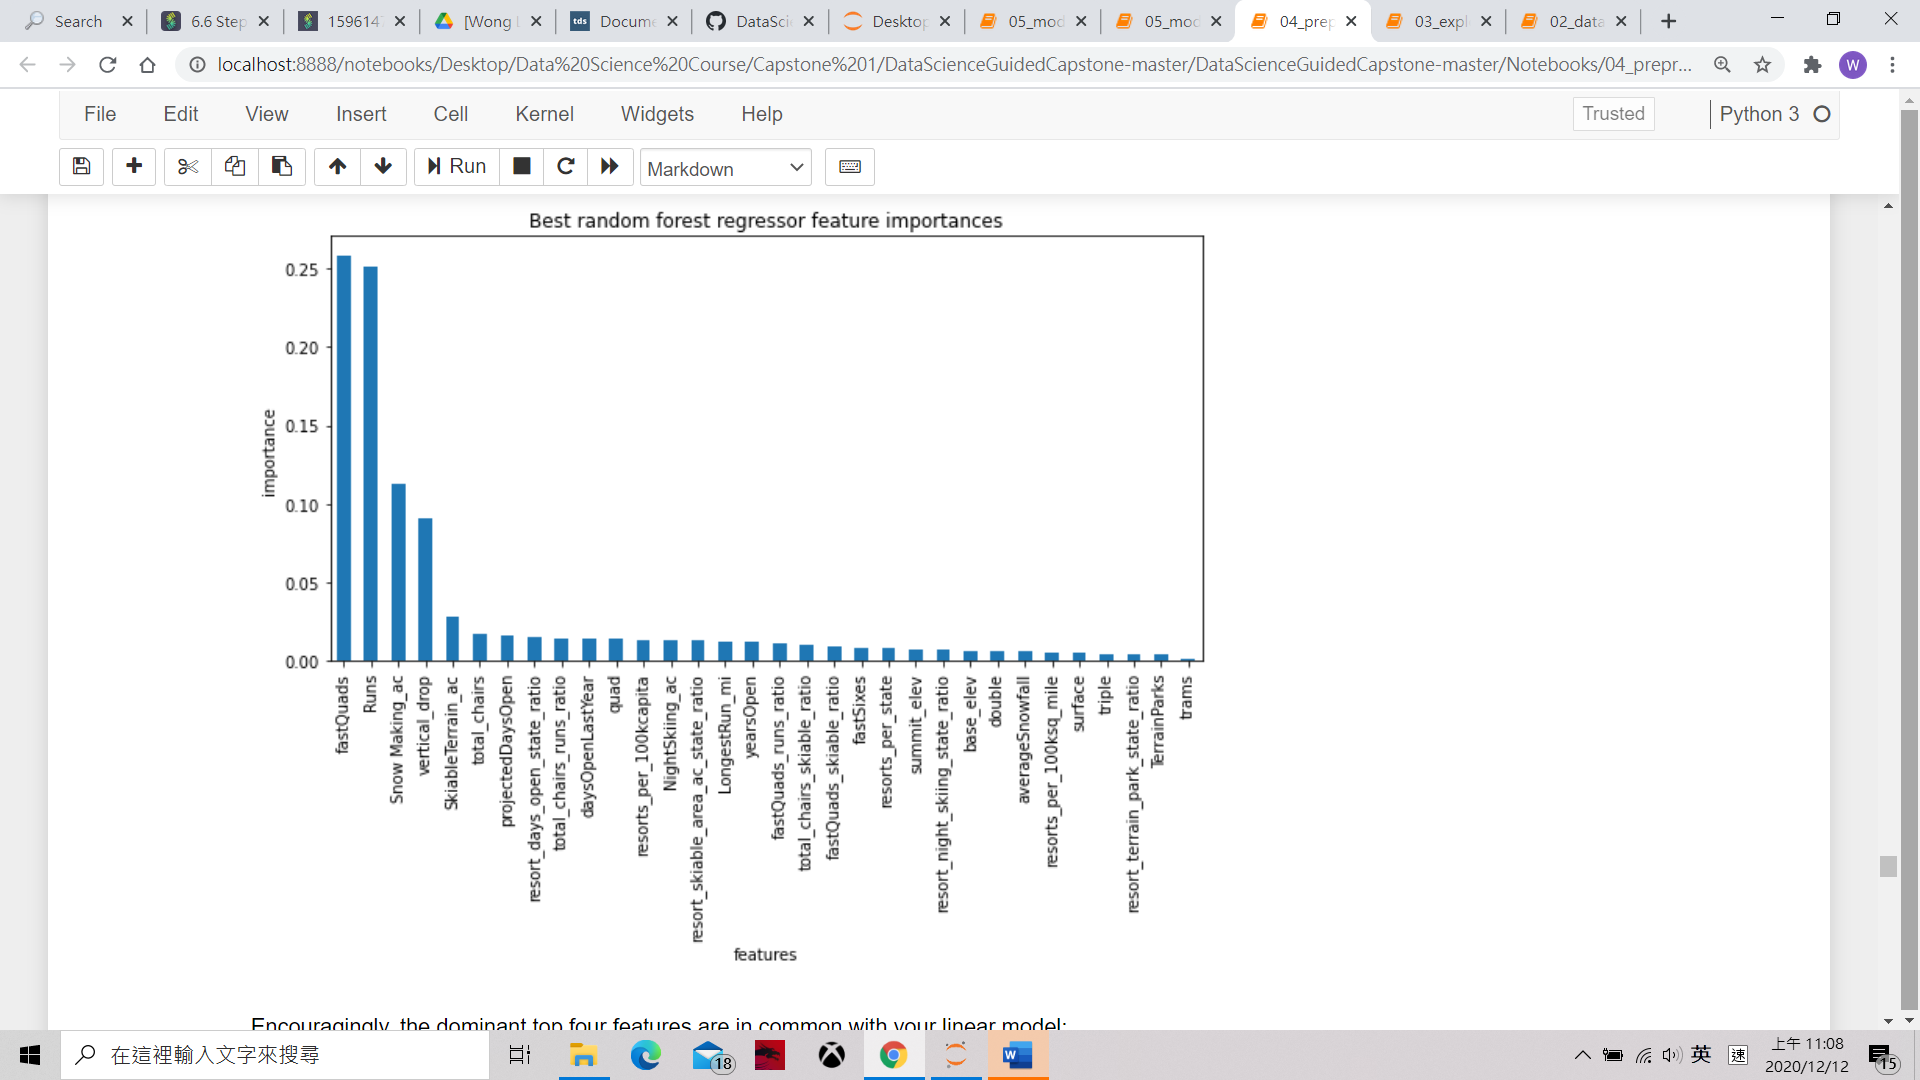 Search
6.6 Step
159614
[Wong
Docume
DataSci
Desktop
05_mod
05_mod
04_prep
03_expl
02_data
localhost:8888/notebooks/Desktop/Data%20Science%20Course/Capstone%201/DataScienceGuidedCapstone-master/DataScienceGuidedCapstone-master/Notebooks/04_prepr...
W
File Edit View Insert Cell Kernel Widgets Help
Trusted
Python 3
Run
Markdown
Best random forest regressor feature importances
importance
0.25
0.20
0.15
0.10
0.05
0.00
fastQuads
Runs
Snow Making_ac
vertical_drop
SkiableTerrain_ac
total_chairs
projectedDaysOpen
resort_days_open_state_ratio
total_chairs_runs_ratio
daysOpenLastYear
quad
resorts_per_100kcapita
NightSkiing_ac
resort_skiable_area_ac_state_ratio
LongestRun_mi
yearsOpen
fastQuads_runs_ratio
total_chairs_skiable_ratio
fastQuads_skiable_ratio
fastSixes
resorts_per_state
summit_elev
resort_night_skiing_state_ratio
base_elev
double
averageSnowfall
resorts_per_100ksq_mile
surface
triple
resort_terrain_park_state_ratio
TerrainParks
trams
features
Encouragingly, the dominant top four features are in common with your linear model:
在這裡輸入文字來搜尋
tds
18
英
速
上午 11:08
2020/12/12
15